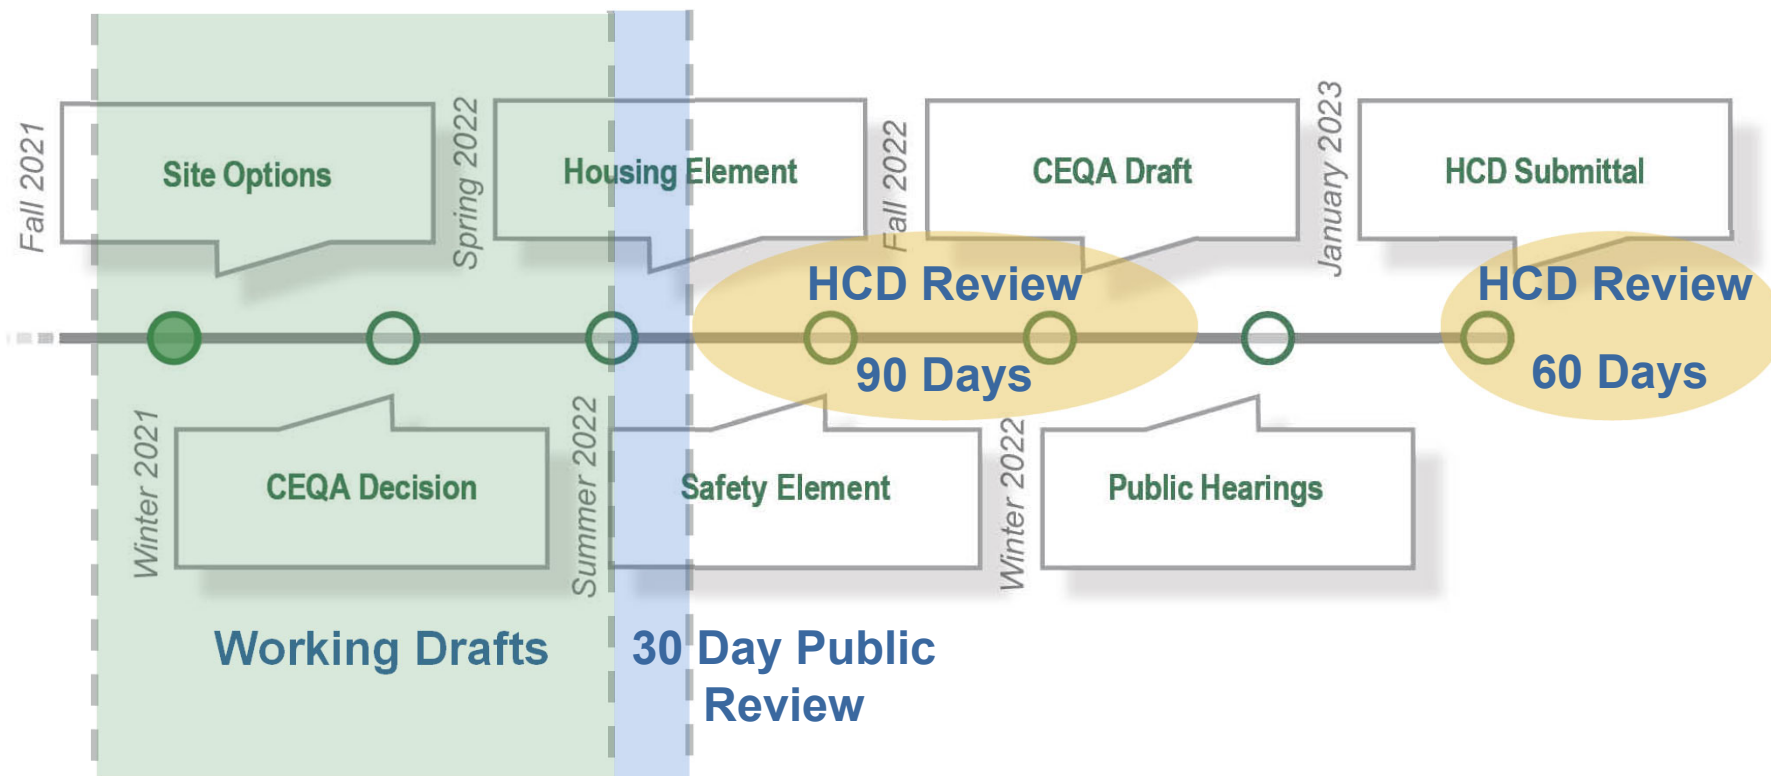 Fall 2021
Site Options
Spring 2022
Housing Element
Fall 2022
CEQA Draft
January 2023
HCD Submittal
HCD Review
90 Days
HCD Review
60 Days
Winter 2021
CEQA Decision
Summer 2022
Safety Element
Winter 2022
Public Hearings
Working Drafts
30 Day Public
Review